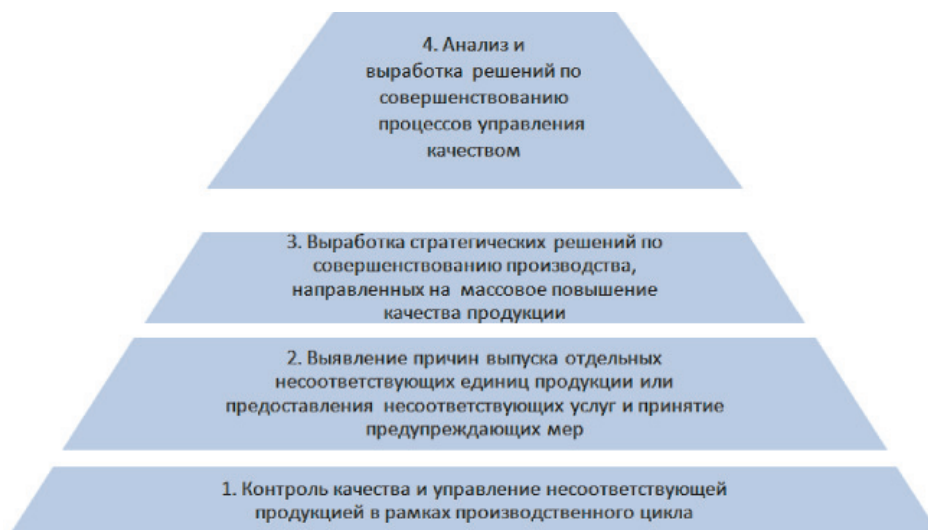 4. Анализ и
выработка решений по
совершенствованию
процессов управления
качеством
3. Выработка стратегических решений по
совершенствованию производства,
направленных на массовое повышение
качества продукции
2. Выявление причин выпуска отдельных
несоответствующих единиц продукции или
предоставления несоответствующих услуг и принятие
предупреждающих мер
1. Контроль качества и управление несоответствующей
продукцией в рамках производственного цикла